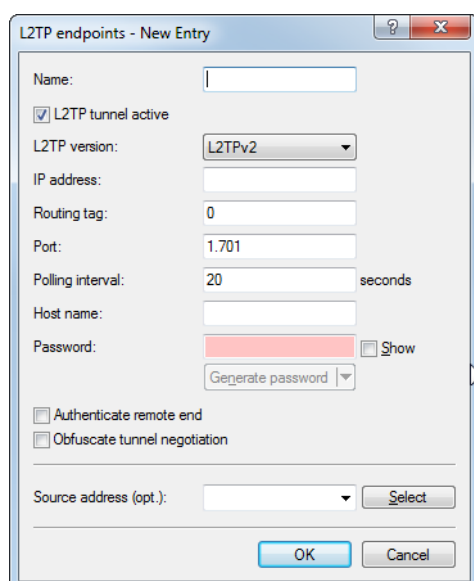 L2TP endpoints - New Entry
Name:
L2TP tunnel active
L2TP version: L2TPv2
IP address:
Routing tag: 0
Port: 1.701
Polling interval: 20 seconds
Host name:
Password: Show
Generate password
Authenticate remote end
Obfuscate tunnel negotiation
Source address (opt.): Select
OK Cancel